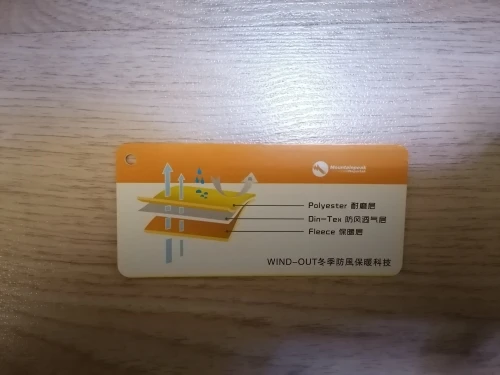 Polyester 耐磨层
Din-Tex 防风透气层
Fleece 保暖层
WIND-OUT冬季防風保暖科技